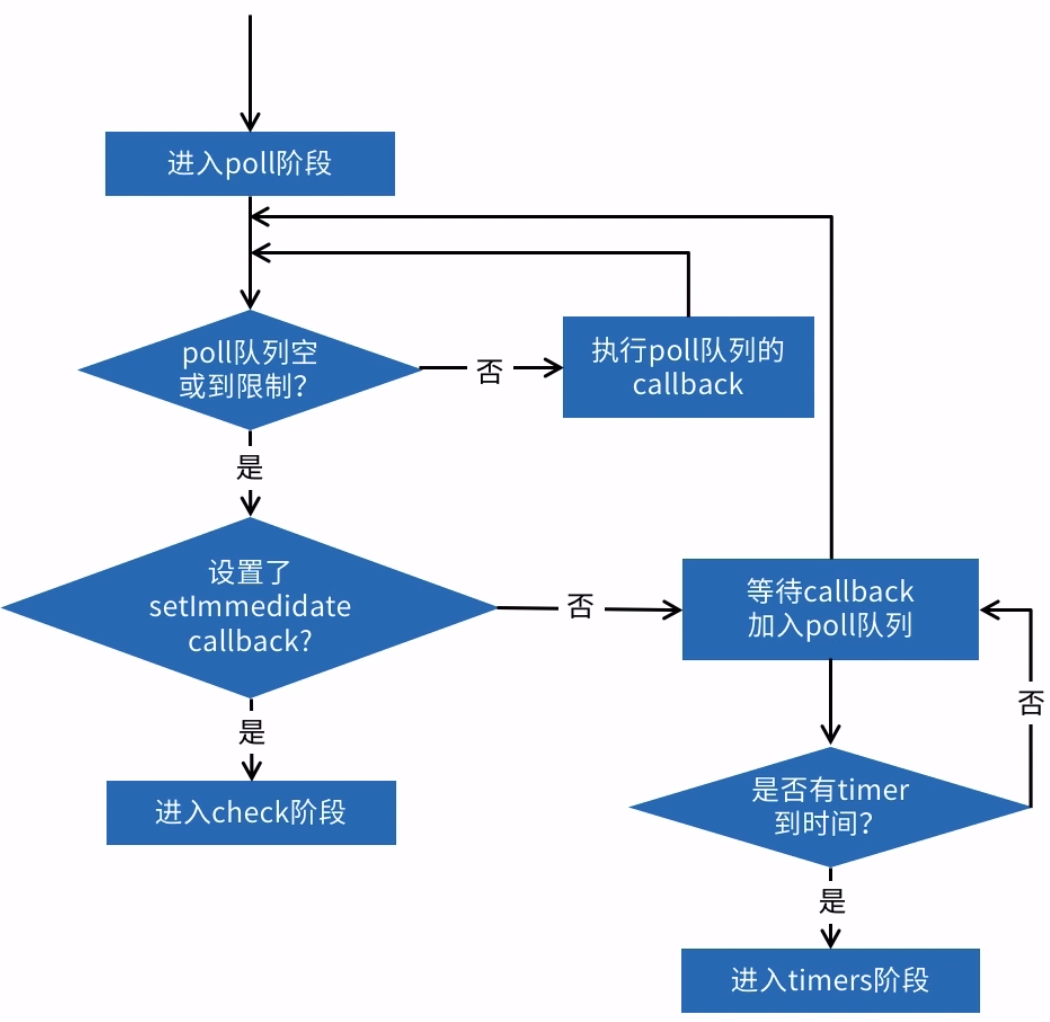 进入poll阶段
poll队列空
或到限制？
否
执行poll队列的
callback
是
设置了
setImmedidate
callback?
否
等待callback
加入poll队列
否
是
进入check阶段
是否有timer
到时间？
是
进入timers阶段